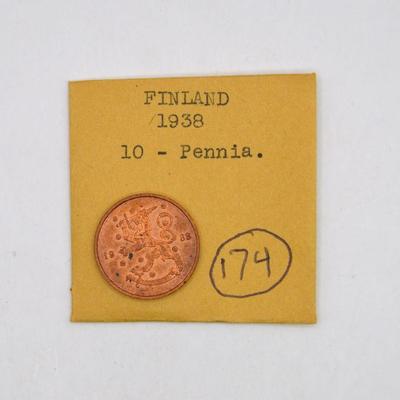 FINLAND
1938
10 - Pennia.
174